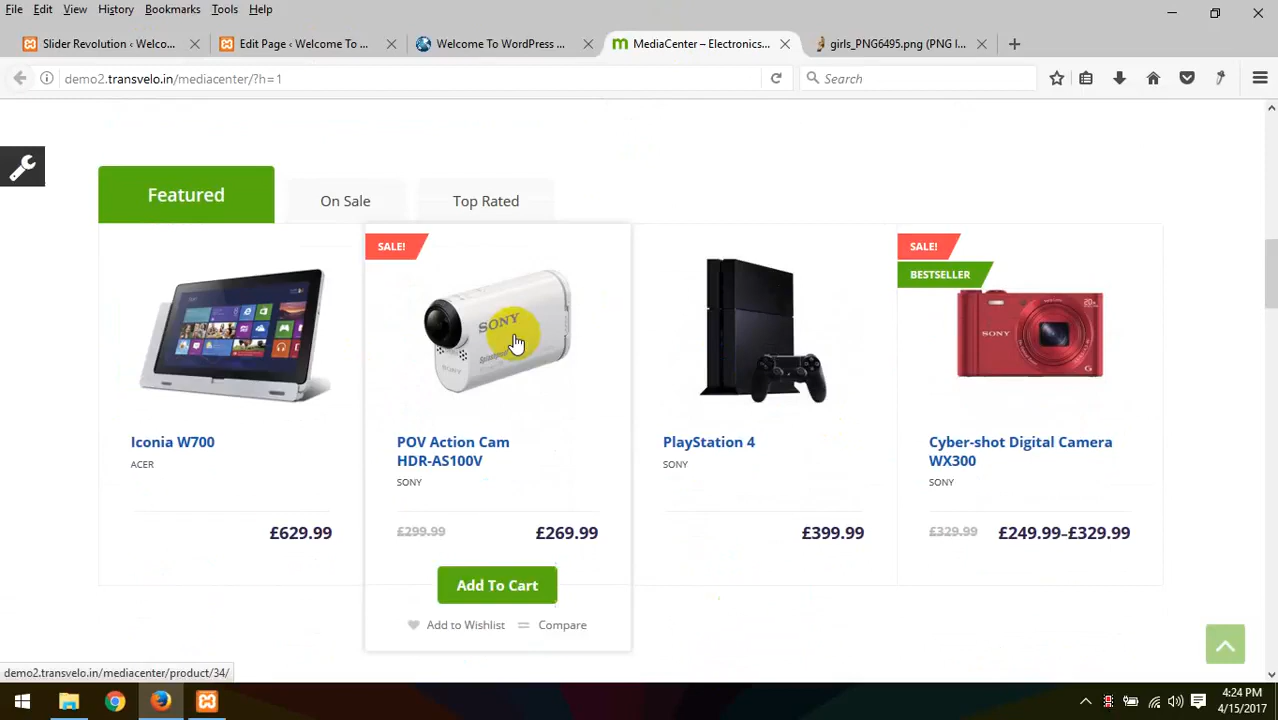 File Edit View History Bookmarks Tools Help
Slider Revolution ‹ Welco...
Edit Page ‹ Welcome To ...
Welcome To WordPress ...
MediaCenter – Electronics...
girls_PNG6495.png (PNG I...
demo2.transvelo.in/mediacenter/?h=1
Search
Featured
On Sale
Top Rated
SALE!
SALE!
BESTSELLER
SONY
SONY
Iconia W700
ACER
£629.99
POV Action Cam
HDR-AS100V
SONY
£299.99 £269.99
Add To Cart
Add to Wishlist
Compare
PlayStation 4
SONY
£399.99
Cyber-shot Digital Camera
WX300
SONY
£329.99 £249.99–£329.99
demo2.transvelo.in/mediacenter/product/34/
4:24 PM
4/15/2017